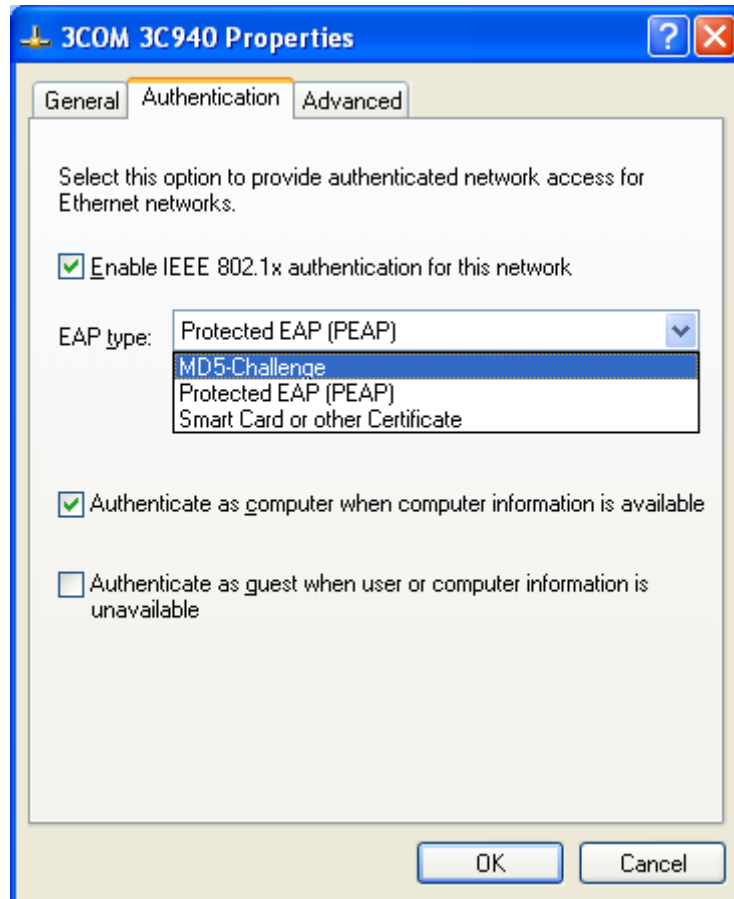 3COM 3C940 Properties
General Authentication Advanced
Select this option to provide authenticated network access for
Ethernet networks.
Enable IEEE 802.1x authentication for this network
EAP type: Protected EAP (PEAP)
MD5-Challenge
Protected EAP (PEAP)
Smart Card or other Certificate
Authenticate as computer when computer information is available
Authenticate as guest when user or computer information is
unavailable
OK Cancel